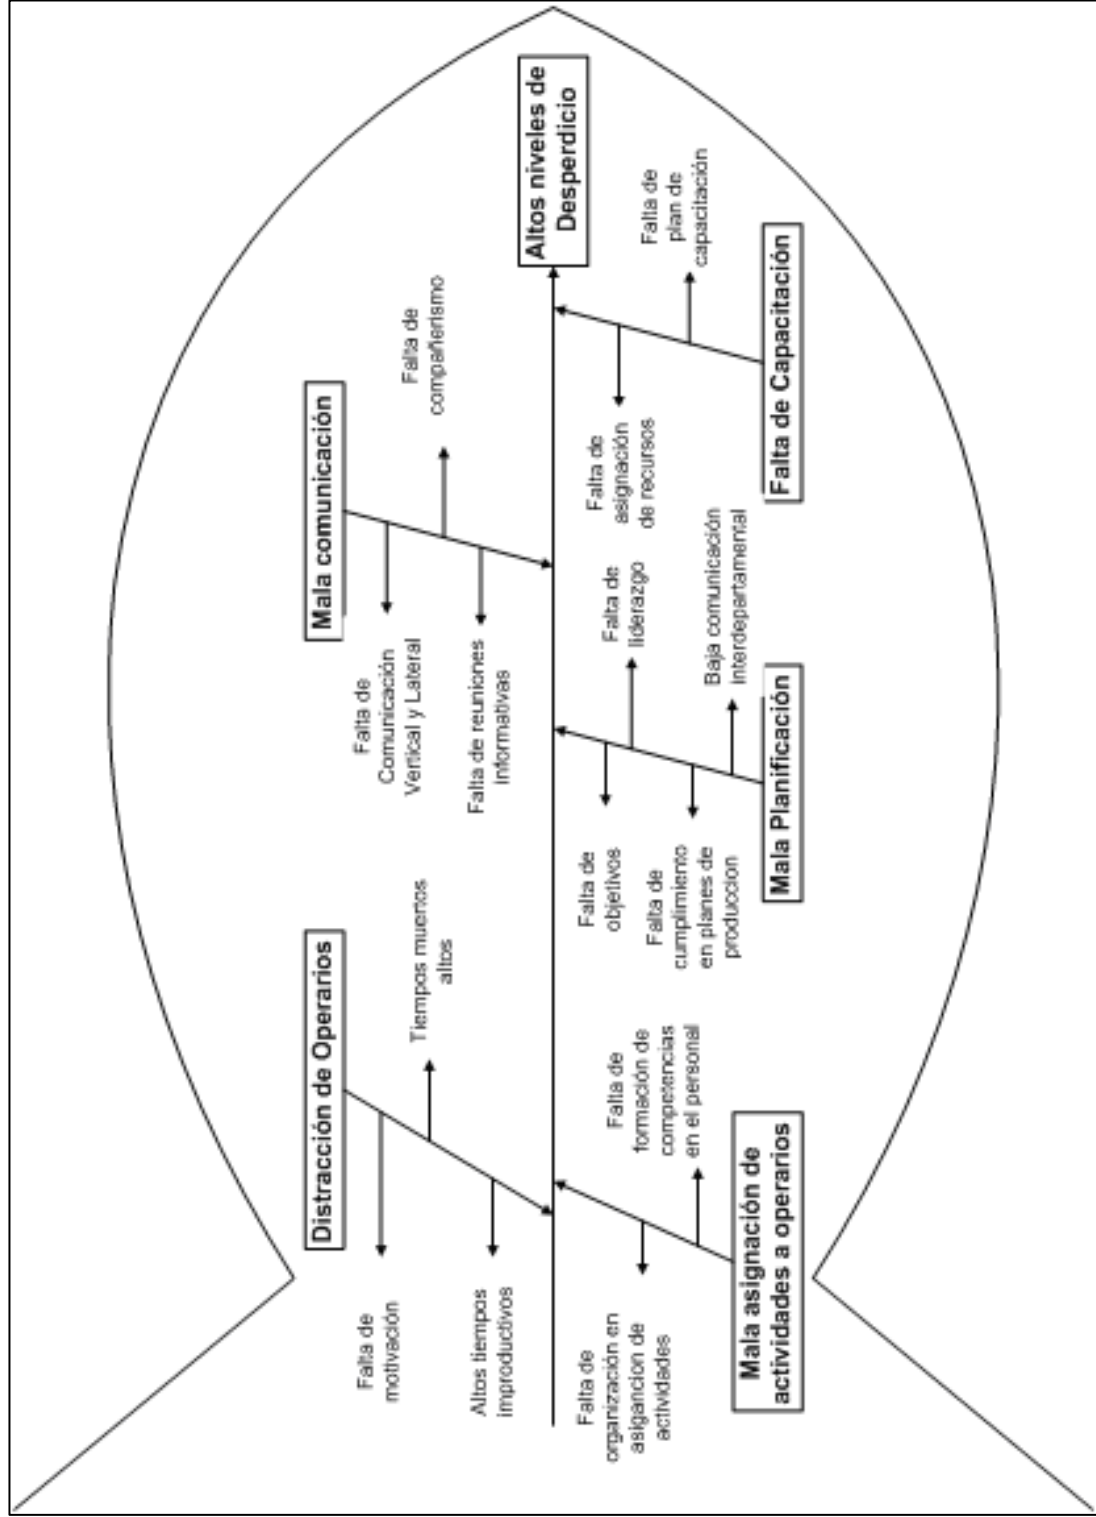 Distracción de Operarios
Falta de
motivación
Tiempos muertos
altos
Altos tiempos
improductivos
Mala comunicación
Falta de
Comunicación
Vertical y Lateral
Falta de
compañerismo
Falta de reuniones
informativas
Altos niveles de
Desperdicio
Falta de
organización en
asigancion de
actividades
Falta de
formación de
competencias
en el personal
Mala asignación de
actividades a operarios
Falta de
objetivos
Falta de
liderazgo
Falta de
cumplimiento
en planes de
produccion
Baja comunicación
interdepartamental
Mala Planificación
Falta de
asignación
de recursos
Falta de
plan de
capacitación
Falta de Capacitación